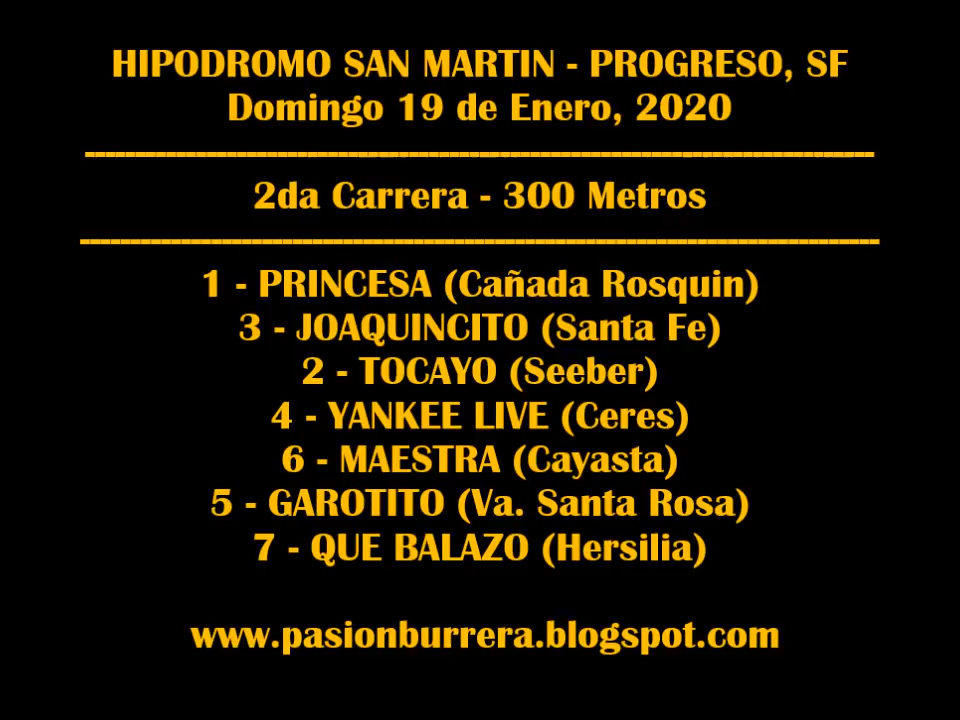 HIPODROMO SAN MARTIN - PROGRESO, SF
Domingo 19 de Enero, 2020
--------------------------------------------------------------------------------
2da Carrera - 300 Metros
---------------------------------------------------------------------------------
1 - PRINCESA (Cañada Rosquin)
3 - JOAQUINCITO (Santa Fe)
2 - TOCAYO (Seeber)
4 - YANKEE LIVE (Ceres)
6 - MAESTRA (Cayasta)
5 - GAROTITO (Va. Santa Rosa)
7 - QUE BALAZO (Hersilia)
www.pasionburrera.blogspot.com